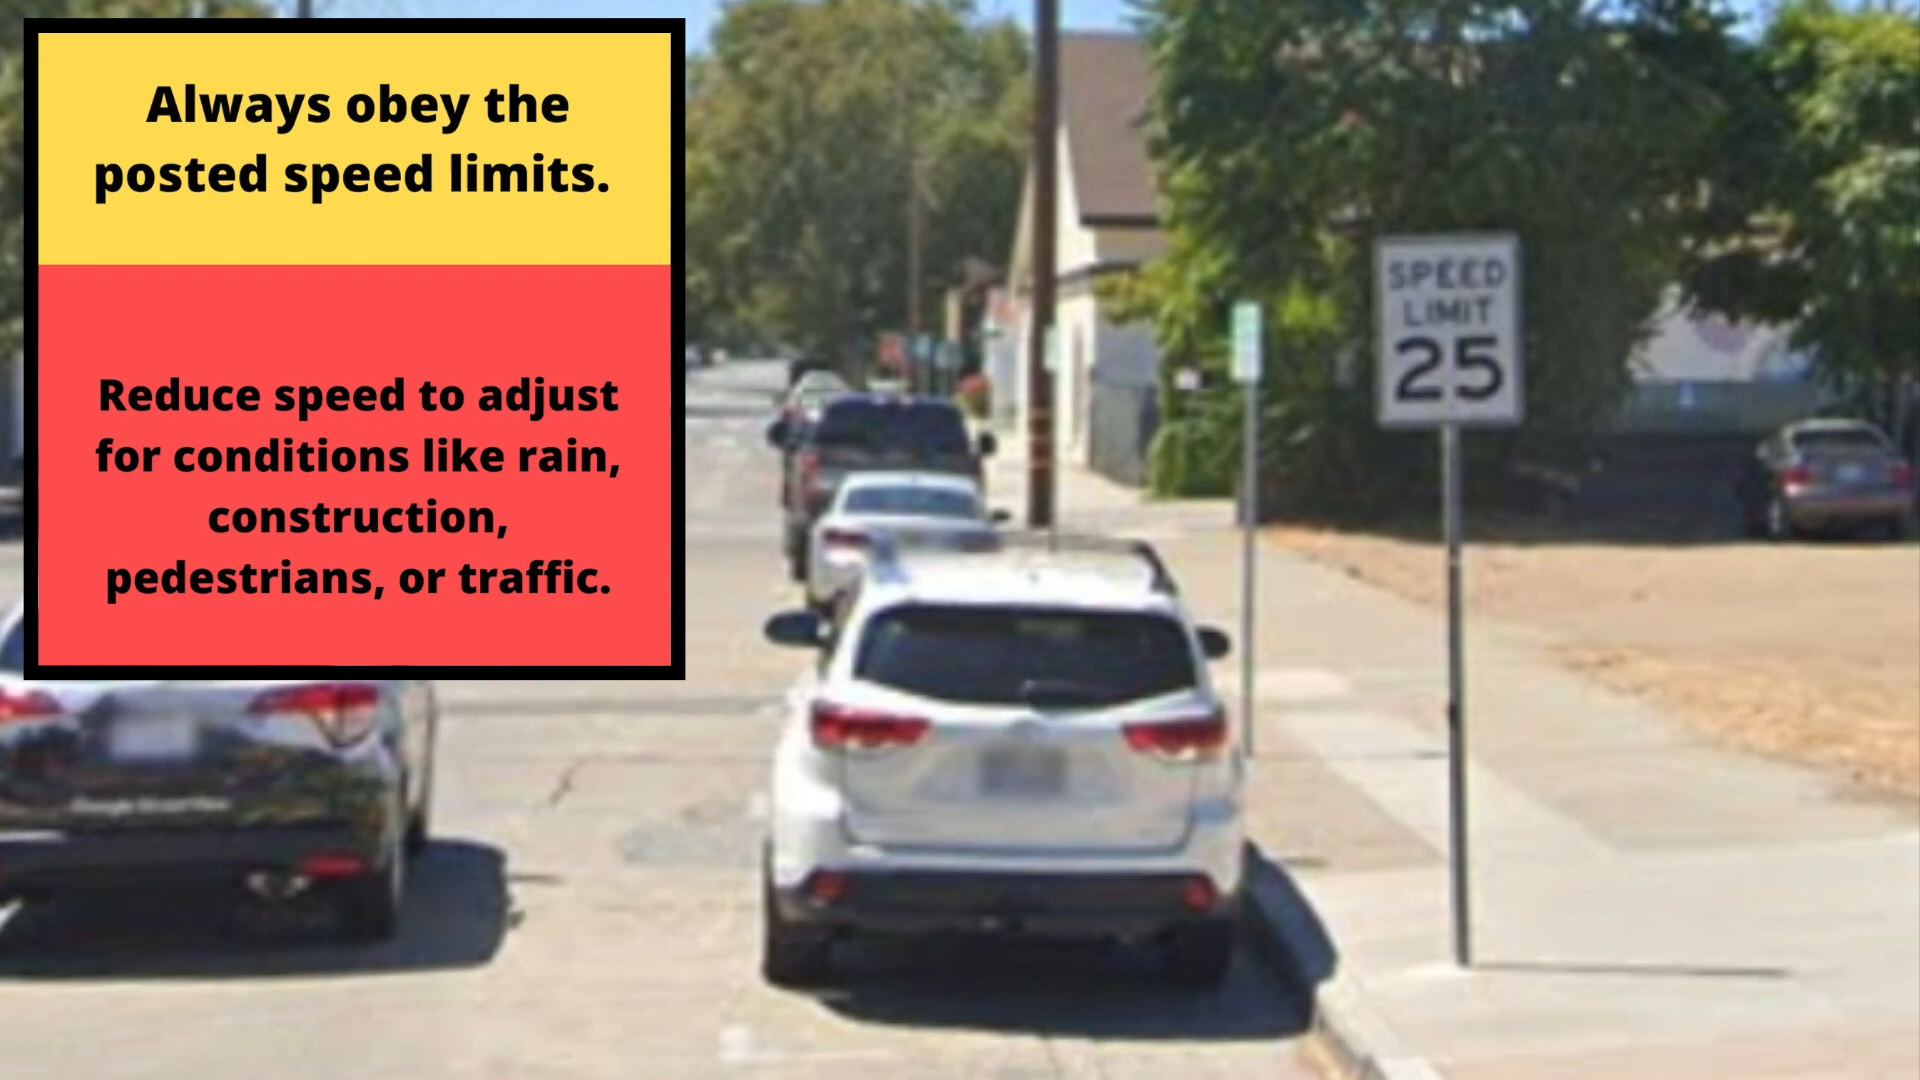 Always obey the
posted speed limits.
Reduce speed to adjust
for conditions like rain,
construction,
pedestrians, or traffic.
SPEED
LIMIT
25